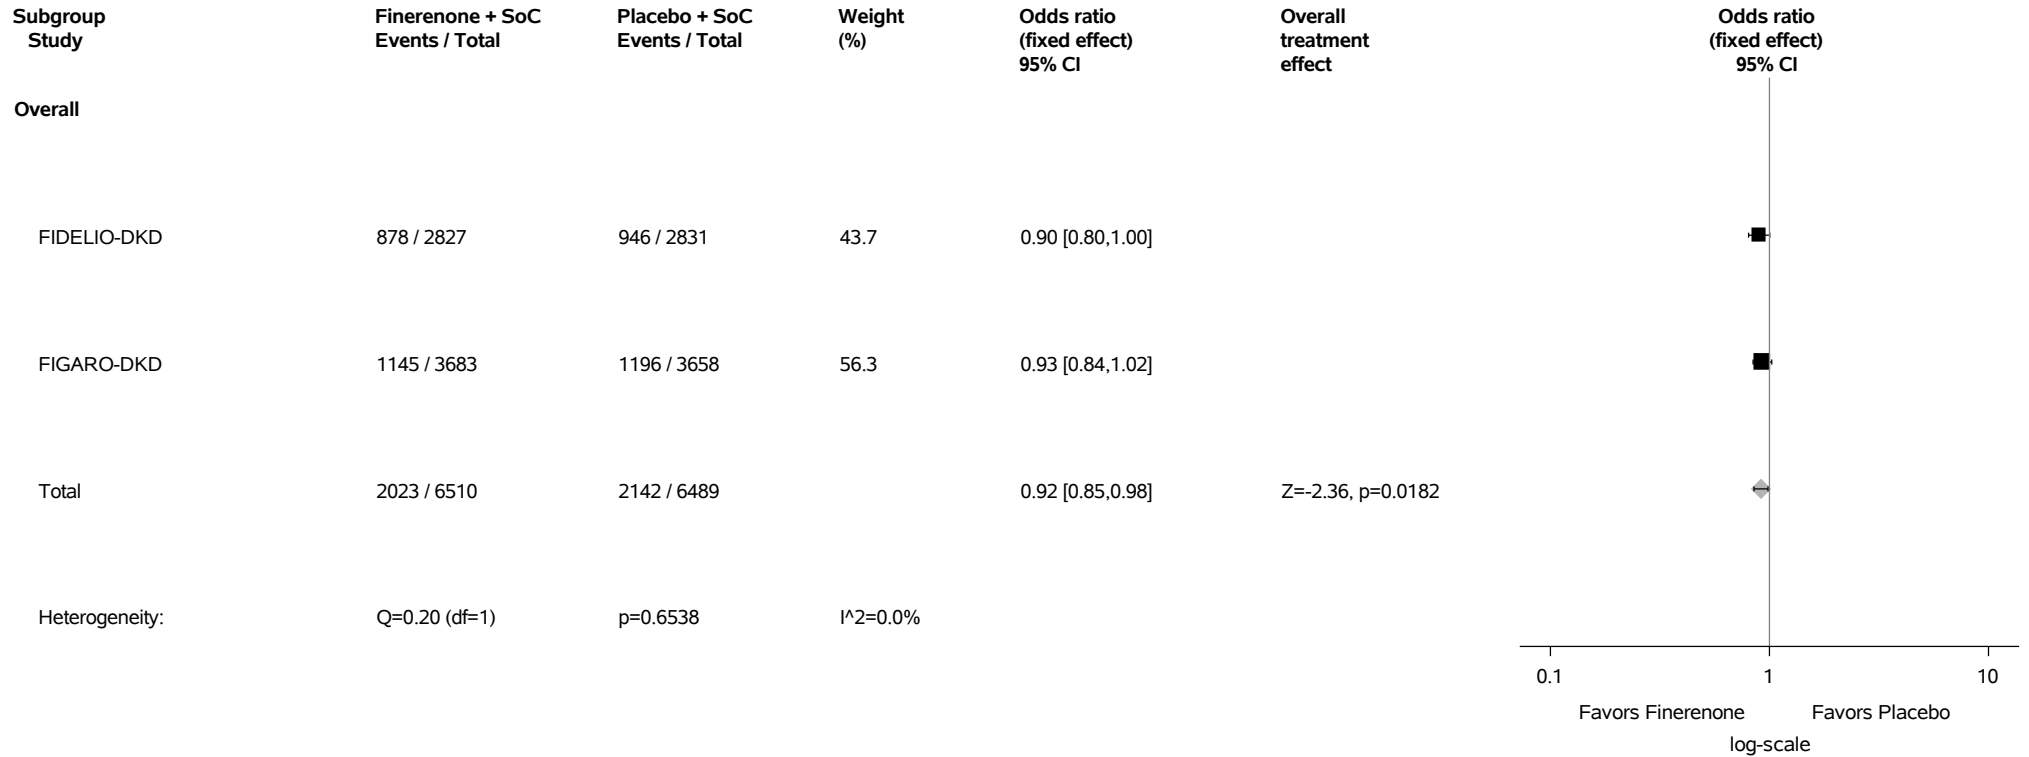 Subgroup Finerenone + SoC Placebo + SoC Weight Odds ratio Overall Odds ratio
Study Events / Total Events / Total (%) (fixed effect) treatment (fixed effect)
95% CI effect 95% CI
Overall
FIDELIO-DKD 878 / 2827 946 / 2831 43.7 0.90 [0.80,1.00]
FIGARO-DKD 1145 / 3683 1196 / 3658 56.3 0.93 [0.84,1.02]
Total 2023 / 6510 2142 / 6489 0.92 [0.85,0.98] Z=-2.36, p=0.0182
Heterogeneity: Q=0.20 (df=1) p=0.6538 I^2=0.0%
0.1 1 10
Favors Finerenone Favors Placebo
log-scale